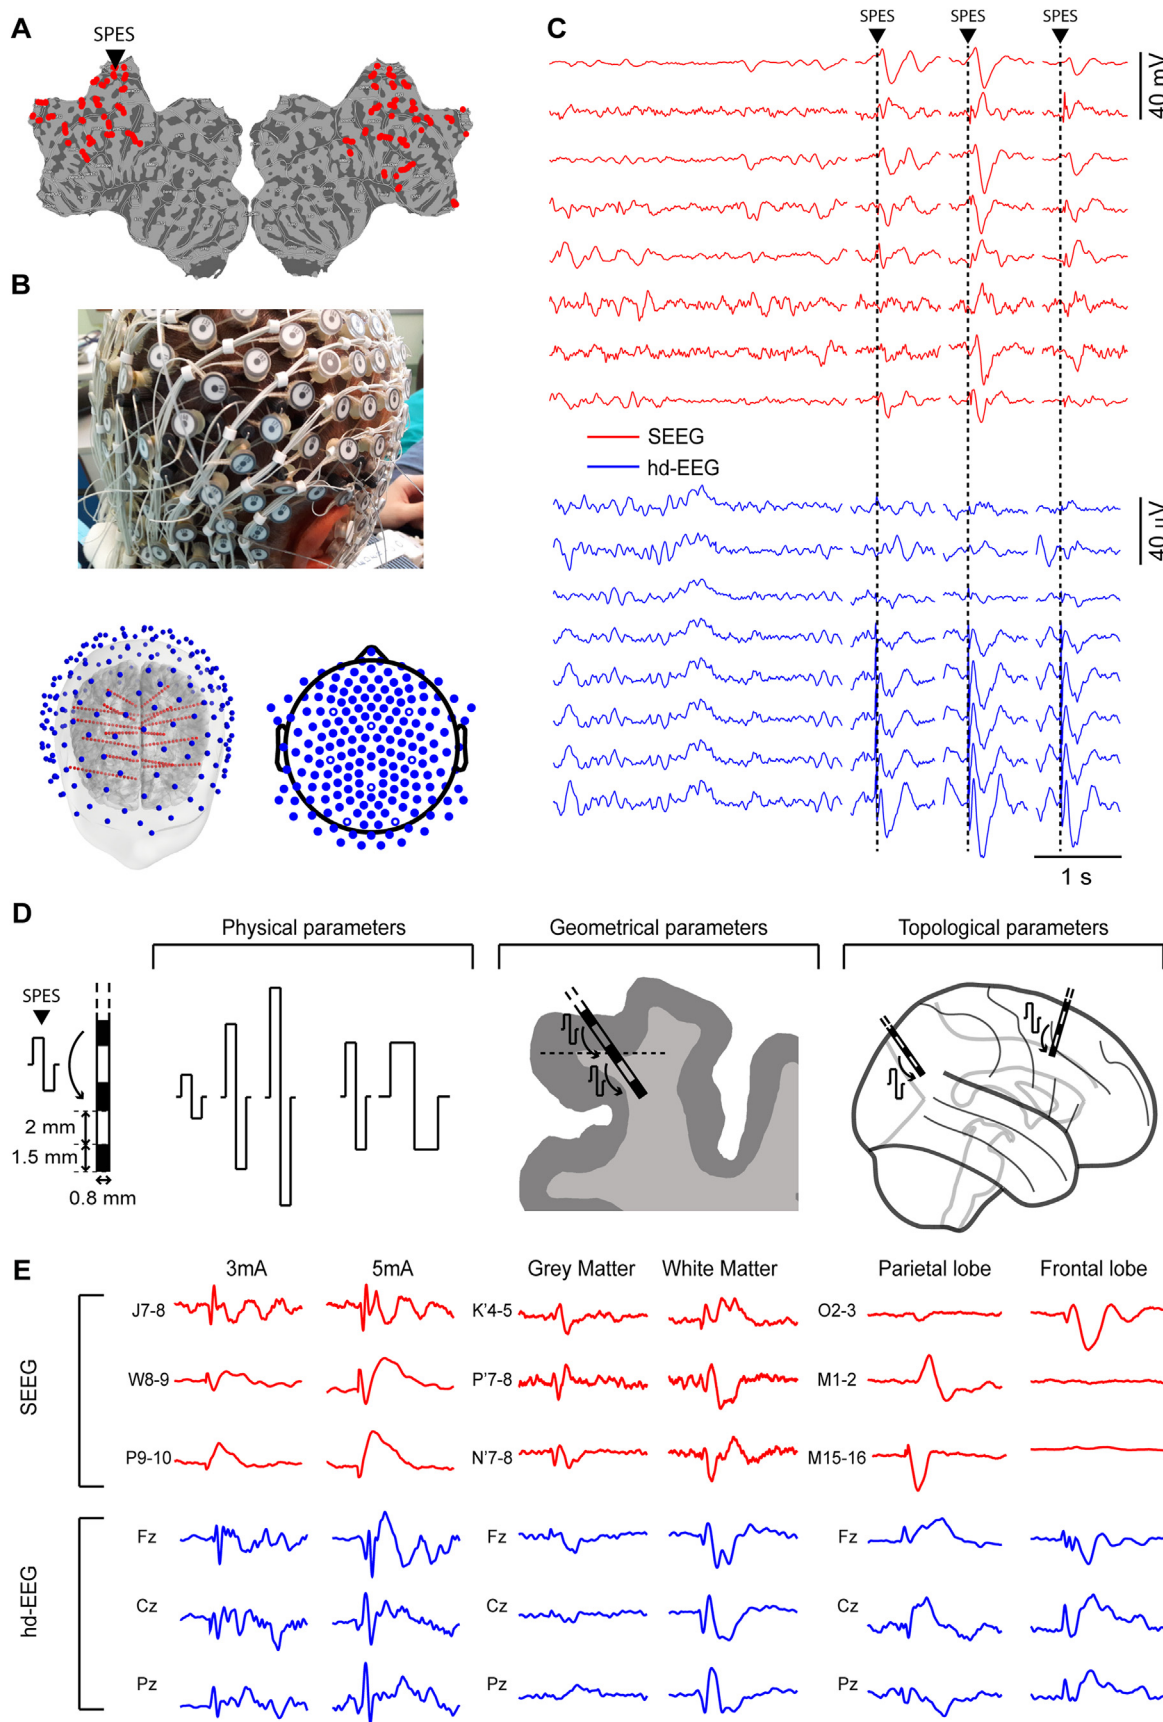 A
SPES
B
C
SPES SPES SPES
40 mV
SEEG
hd-EEG
40 uV
1 s
D
Physical parameters
Geometrical parameters
Topological parameters
SPES
2 mm
1.5 mm
0.8 mm
E
3mA 5mA Grey Matter White Matter Parietal lobe Frontal lobe
SEEG
J7-8 K'4-5 O2-3
W8-9 P'7-8 M1-2
P9-10 N'7-8 M15-16
hd-EEG
Fz Fz Fz
Cz Cz Cz
Pz Pz Pz